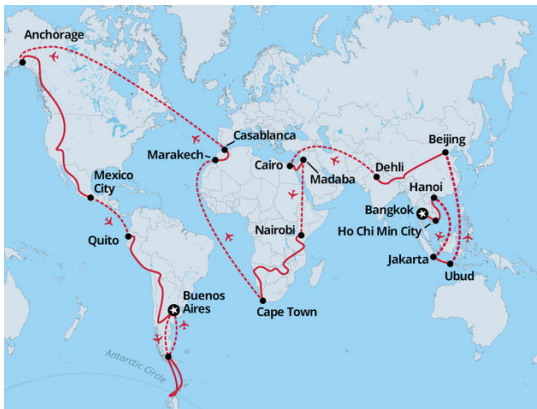 Anchorage
Casablanca
Marakech
Beijing
Cairo
Madaba
Dehli
Mexico
City
Hanoi
Bangkok
Ho Chi Min City
Quito
Nairobi
Jakarta
Ubud
Buenos
Aires
Cape Town
Antarctic Circle